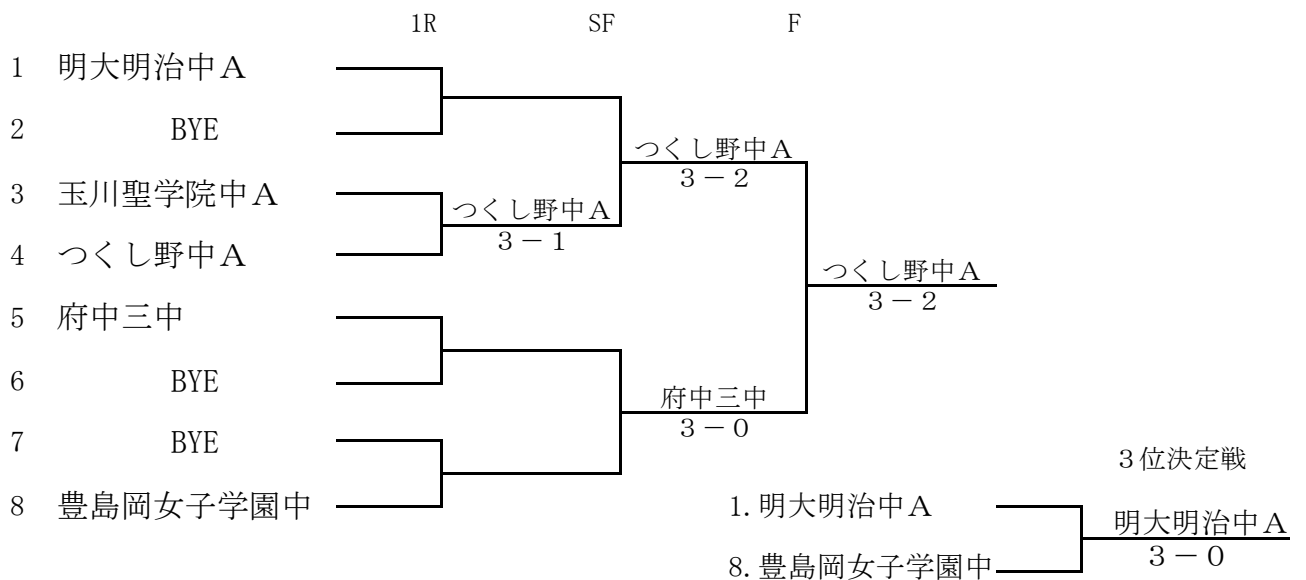 1R SF F
1 明大明治中Ａ
2 BYE
つくし野中Ａ
３－２
3 玉川聖学院中Ａ
つくし野中Ａ
３－１
4 つくし野中Ａ
つくし野中Ａ
３－２
5 府中三中
6 BYE
府中三中
３－０
7 BYE
３位決定戦
8 豊島岡女子学園中
1. 明大明治中Ａ
明大明治中Ａ
３－０
8. 豊島岡女子学園中